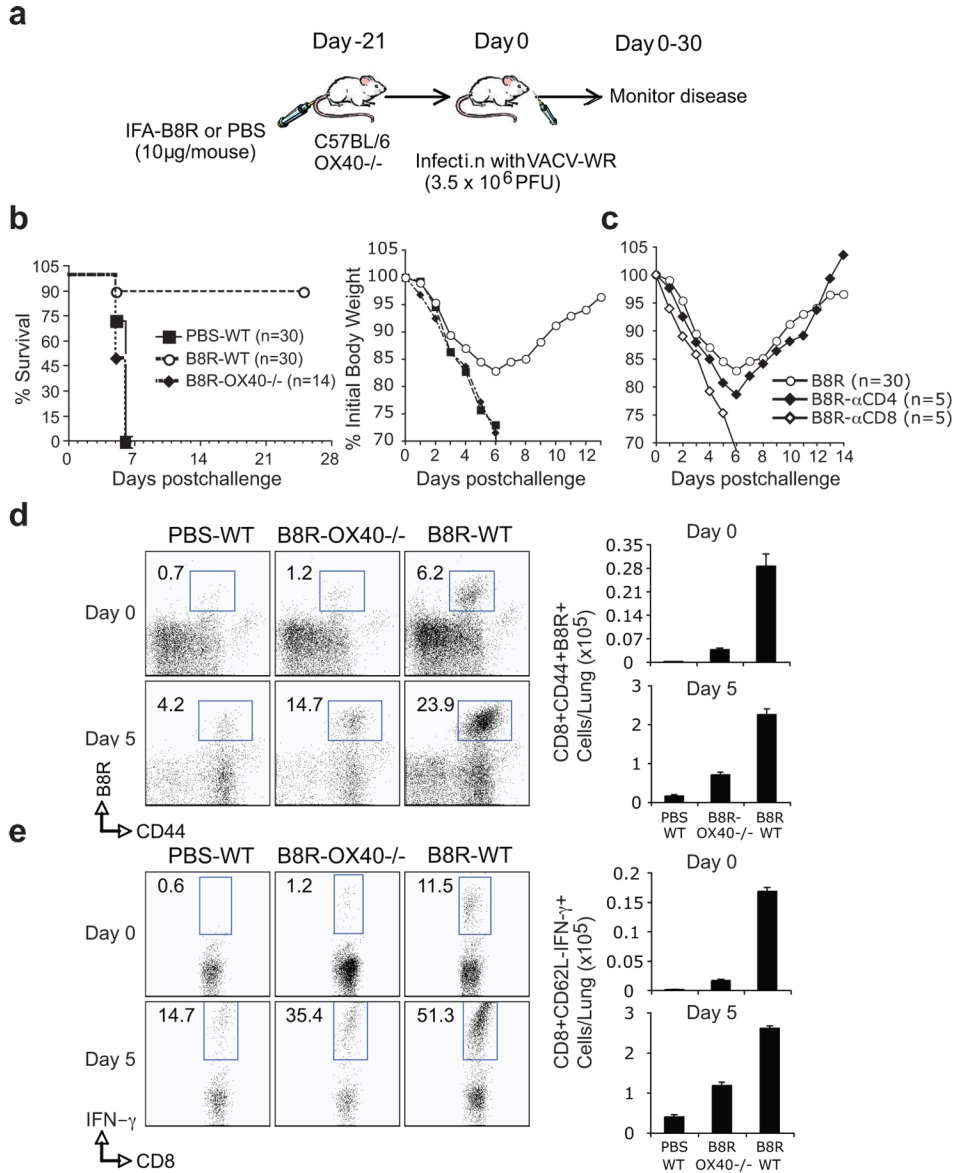 a
Day -21
Day 0
Day 0-30
IFA-B8R or PBS
(10µg/mouse)
C57BL/6
OX40-/-
Infecti.n withVACV-WR
(3.5 x 10^6 PFU)
Monitor disease
b
% Survival
105
90
75
60
45
30
15
0
0 7 14 21 28
Days postchallenge
PBS-WT (n=30)
B8R-WT (n=30)
B8R-OX40-/- (n=14)
% Initial Body Weight
105
100
95
90
85
80
75
70
0 2 4 6 8 10 12
Days postchallenge
c
105
100
95
90
85
80
75
70
0 2 4 6 8 10 12 14
Days postchallenge
B8R (n=30)
B8R-αCD4 (n=5)
B8R-αCD8 (n=5)
d
PBS-WT B8R-OX40-/- B8R-WT
Day 0
0.7 1.2 6.2
Day 5
4.2 14.7 23.9
B8R
CD44
CD8+CD44+B8R+
Cells/Lung (x10^5)
Day 0
0.35
0.28
0.21
0.14
0.07
0
Day 5
3
2
1
0
PBS B8R- B8R
WT OX40-/- WT
e
PBS-WT B8R-OX40-/- B8R-WT
Day 0
0.6 1.2 11.5
Day 5
14.7 35.4 51.3
IFN-γ
CD8
CD8+CD62L-IFN-γ+
Cells/Lung (x10^5)
Day 0
0.2
0.15
0.1
0.05
0
Day 5
3
2
1
0
PBS B8R B8R
WT OX40-/- WT